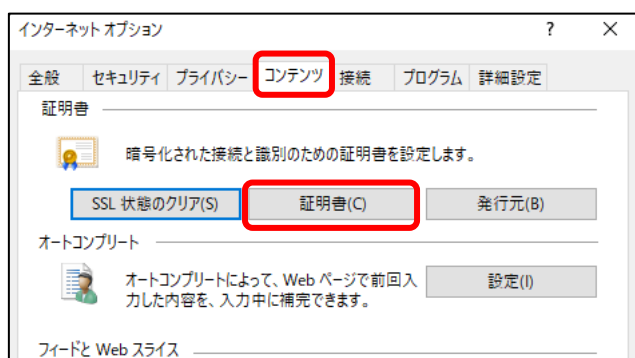 インターネット オプション ?
全般 セキュリティ プライバシー コンテンツ 接続 プログラム 詳細設定
証明書
暗号化された接続と識別のための証明書を設定します。
SSL 状態のクリア(S) 証明書(C) 発行元(B)
オートコンプリート
オートコンプリートによって、Web ページで前回入 設定(I)
力した内容を、入力中に補完できます。
フィードと Web スライス